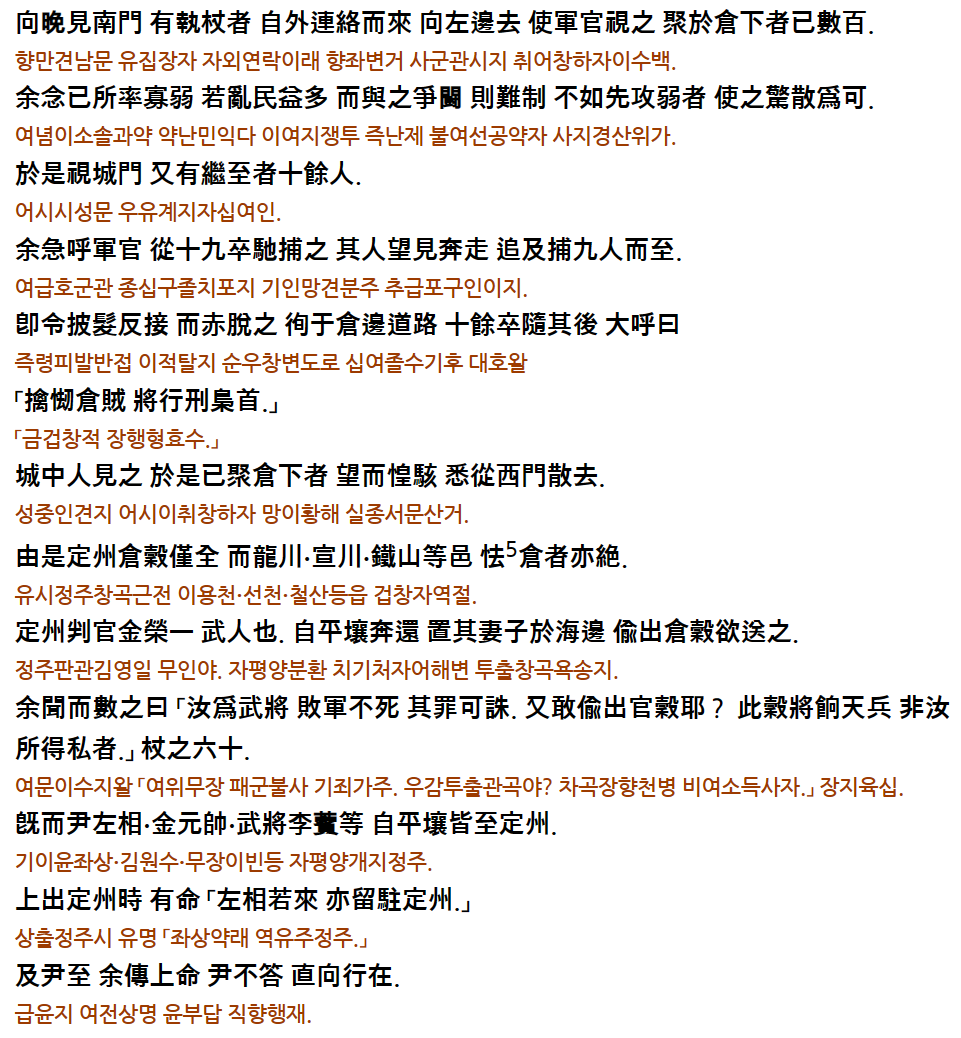 向晩見南門 有執杖者 自外連絡而來 向左邊去 使軍官視之 聚於倉下者已數百.
향만견남문 유집장자 자외연락이래 향좌변거 사군관시지 취어창하자이수백.
余念已所率寡弱 若亂民益多 而與之爭鬪 則難制 不如先攻弱者 使之驚散爲可.
여념이소솔과약 약난민익다 이여지쟁투 즉난제 불여선공약자 사지경산위가.
於是視城門 又有繼至者十餘人.
어시시성문 우유계지자십여인.
余急呼軍官 從十九卒馳捕之 其人望見奔走 追及捕九人而至.
여급호군관 종십구졸치포지 기인망견분주 추급포구인이지.
卽令披髮反接 而赤脫之 徇于倉邊道路 十餘卒隨其後 大呼曰
즉령피발반접 이적탈지 순우창변도로 십여졸수기후 대호왈
「擒㤼倉賊 將行刑梟首.」
「금겁창적 장행형효수.」
城中人見之 於是已聚倉下者 望而惶駭 悉從西門散去.
성중인견지 어시이취창하자 망이황해 실종서문산거.
由是定州倉穀僅全 而龍川·宣川·鐵山等邑 怯5倉者亦絶.
유시정주창곡근전 이용천·선천·철산등읍 겁창자역절.
定州判官金榮一 武人也. 自平壤奔還 置其妻子於海邊 偸出倉穀欲送之.
정주판관김영일 무인야. 자평양분환 치기처자어해변 투출창곡욕송지.
余聞而數之曰 「汝爲武將 敗軍不死 其罪可誅. 又敢偸出官穀耶？ 此穀將餉天兵 非汝
所得私者.」 杖之六十.
여문이수지왈 「여위무장 패군불사 기죄가주. 우감투출관곡야? 차곡장향천병 비여소득사자.」 장지육십.
旣而尹左相·金元帥·武將李薲等 自平壤皆至定州.
기이윤좌상·김원수·무장이빈등 자평양개지정주.
上出定州時 有命 「左相若來 亦留駐定州.」
상출정주시 유명 「좌상약래 역유주정주.」
及尹至 余傳上命 尹不答 直向行在.
급윤지 여전상명 윤부답 직향행재.